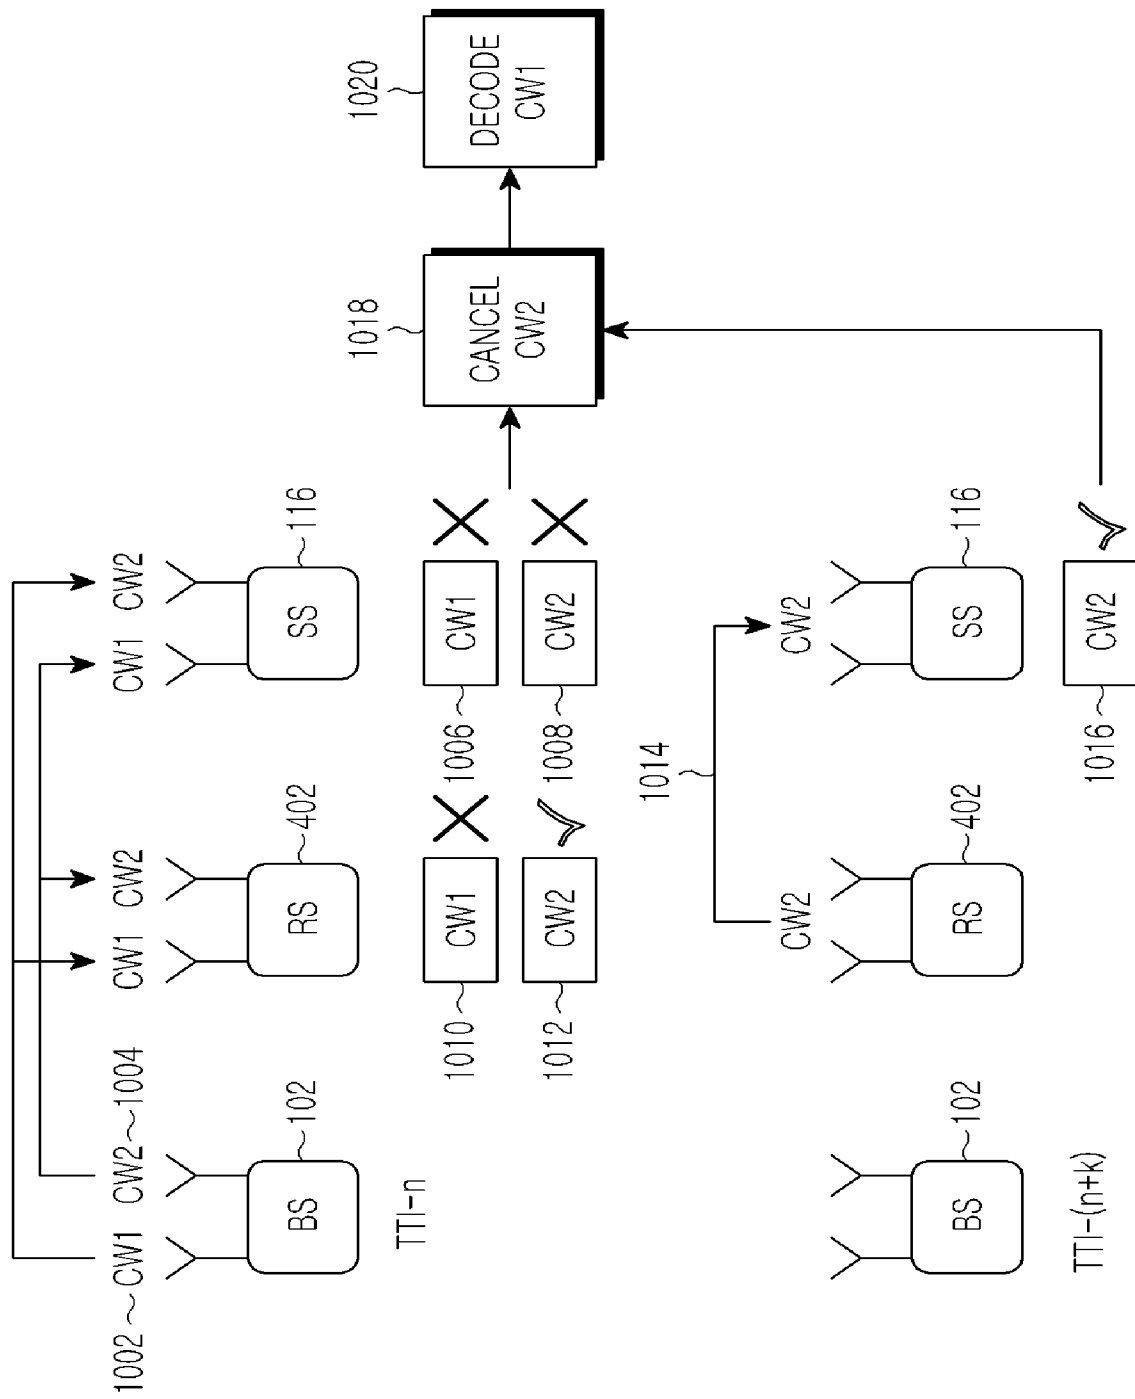 1002 CW1 CW2 1004
CW1 CW2
CW1 CW2
BS 102
RS 402
SS 116
TTI-n
1010 CW1
1006 CW1
1012 CW2
1008 CW2
CANCEL
CW2
1018
DECODE
CW1
1020
1014
CW2
CW2
BS 102
RS 402
SS 116
TTI-(n+k)
1016 CW2